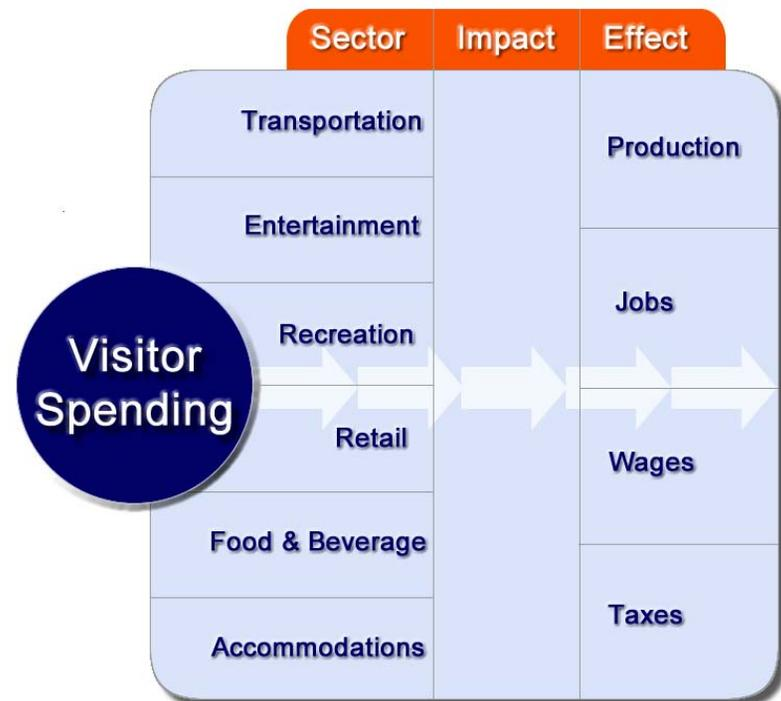 Sector Impact Effect
Transportation
Entertainment
Recreation
Retail
Food & Beverage
Accommodations
Visitor
Spending
Production
Jobs
Wages
Taxes